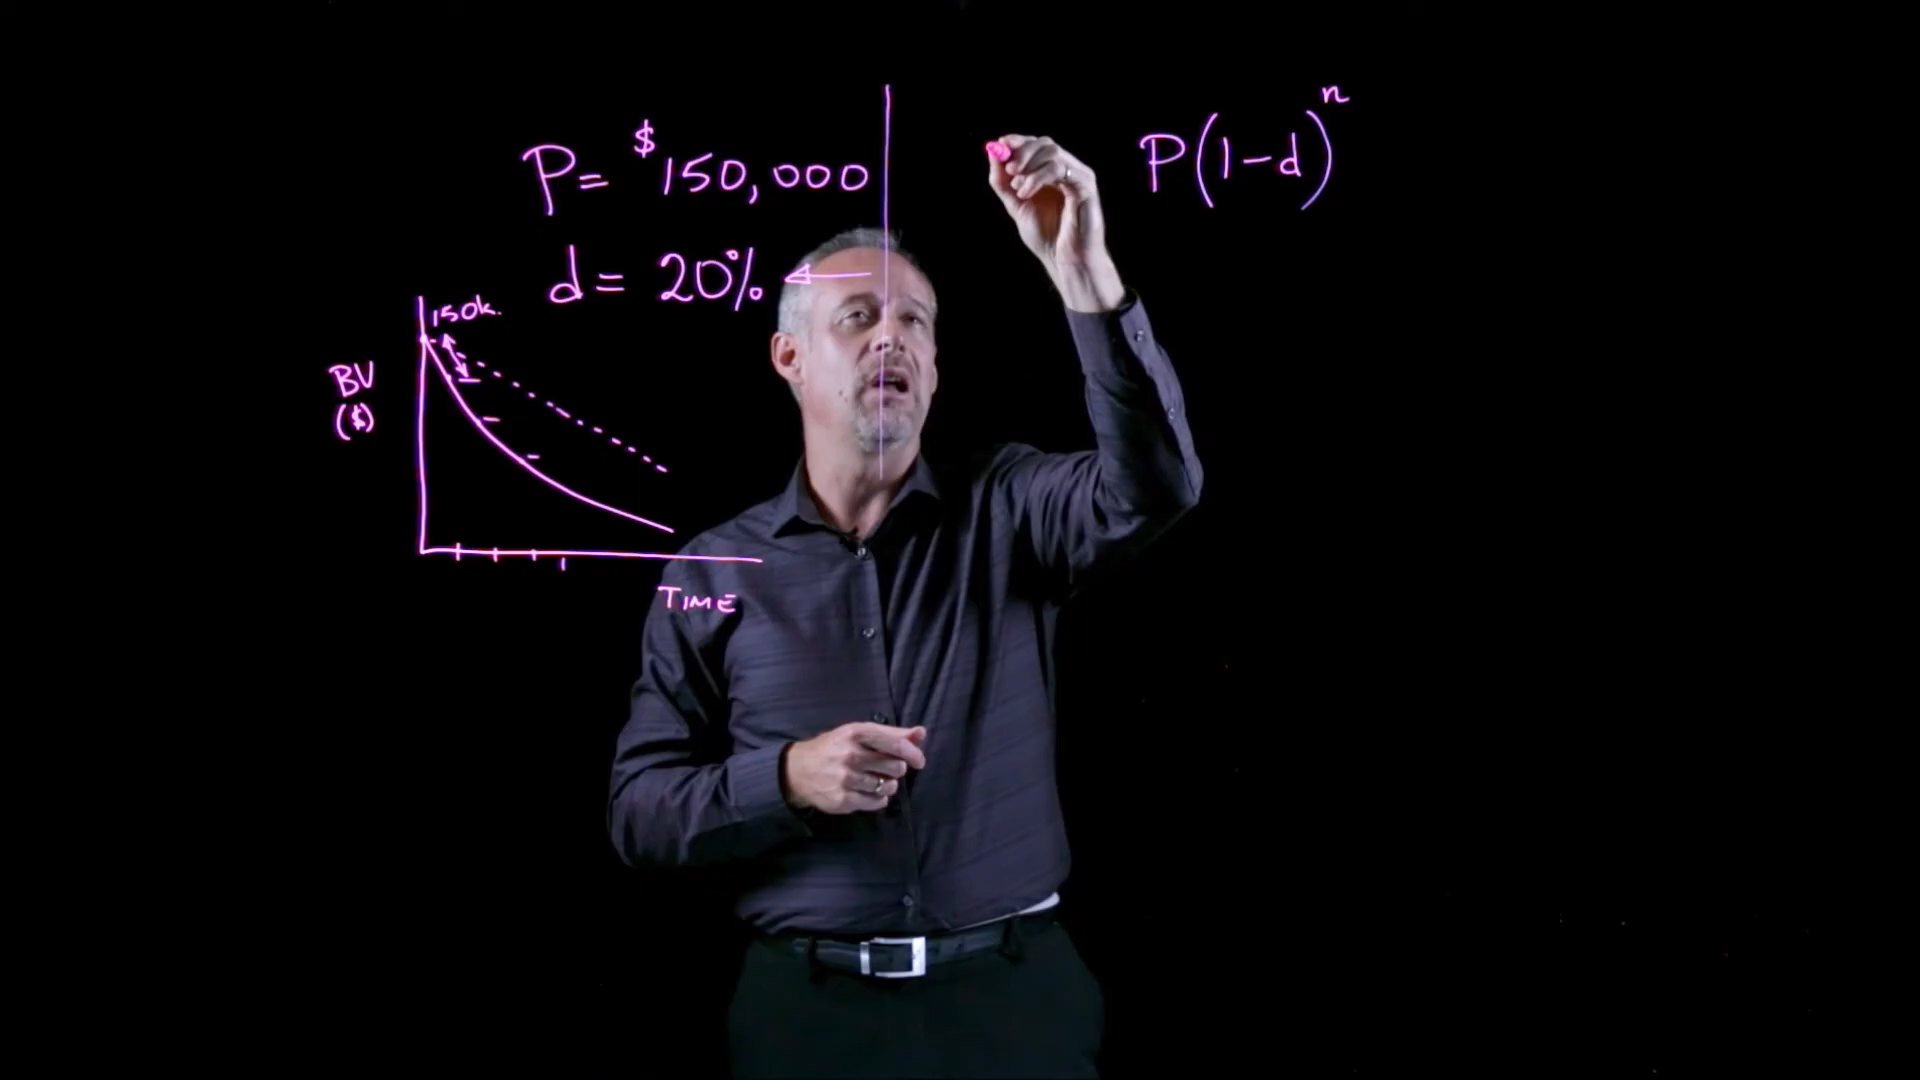 P = $150,000
d = 20%
150k.
BV
($)
TIME
P(1-d)^n